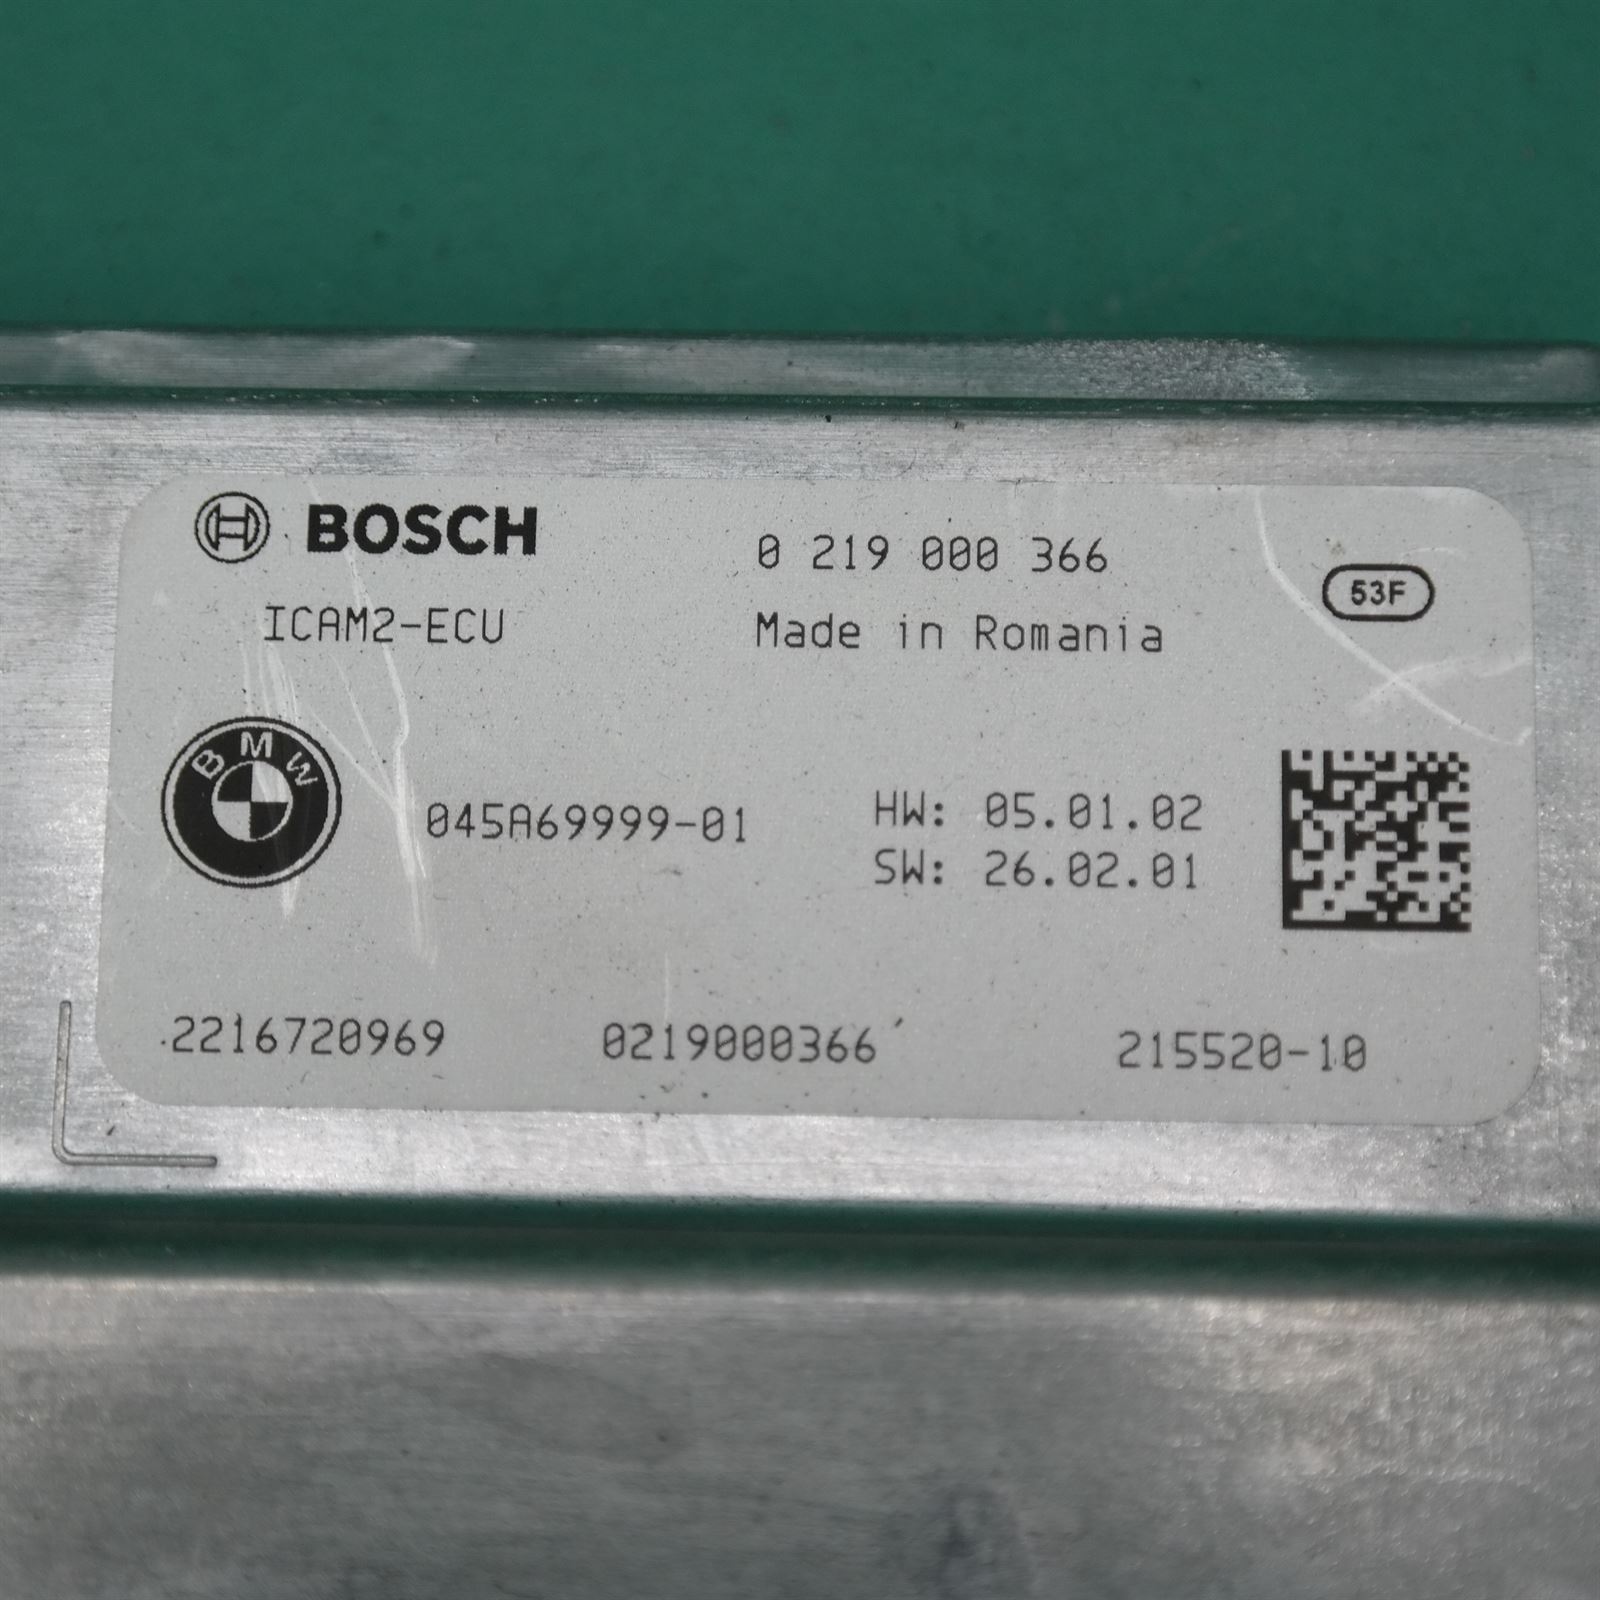 BOSCH 0 219 000 366
53F
ICAM2-ECU Made in Romania
BMW
045A69999-01 HW: 05.01.02
SW: 26.02.01
2216720969 0219000366 215520-10